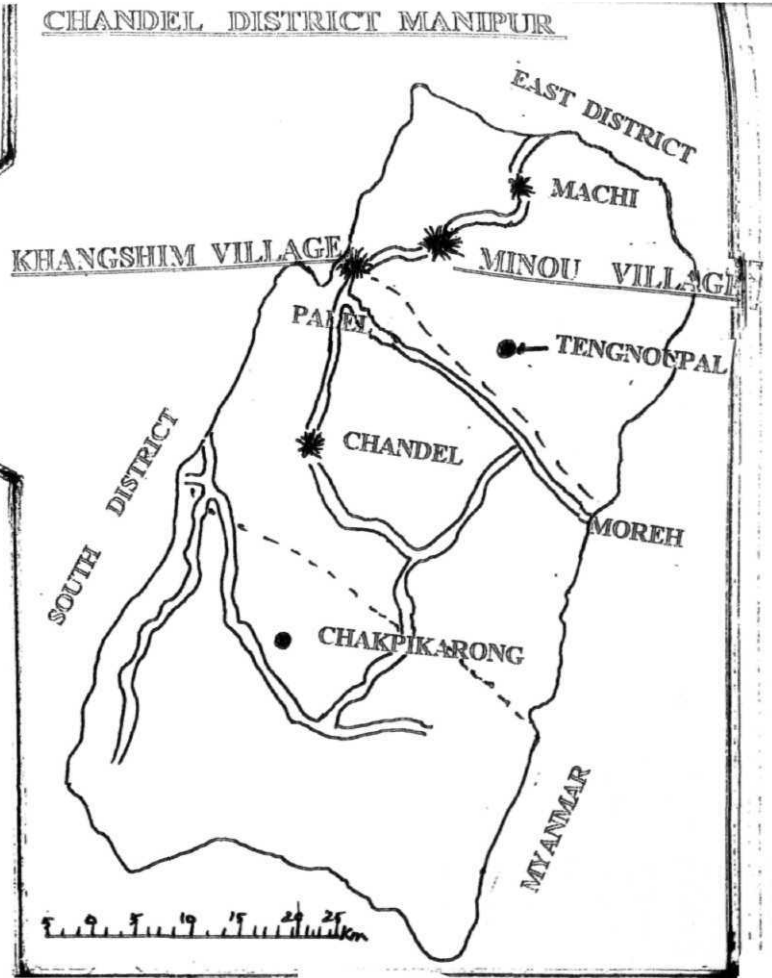 CHANDEL DISTRICT MANIPUR
EAST DISTRICT
MACHI
KHANGSHIM VILLAGE
MINOU VILLAGE
PALEL
TENGNOUPAL
CHANDEL
SOUTH DISTRICT
MOREH
CHAKPIKARONG
MYANMAR
5 0 5 10 15 20 25
Km